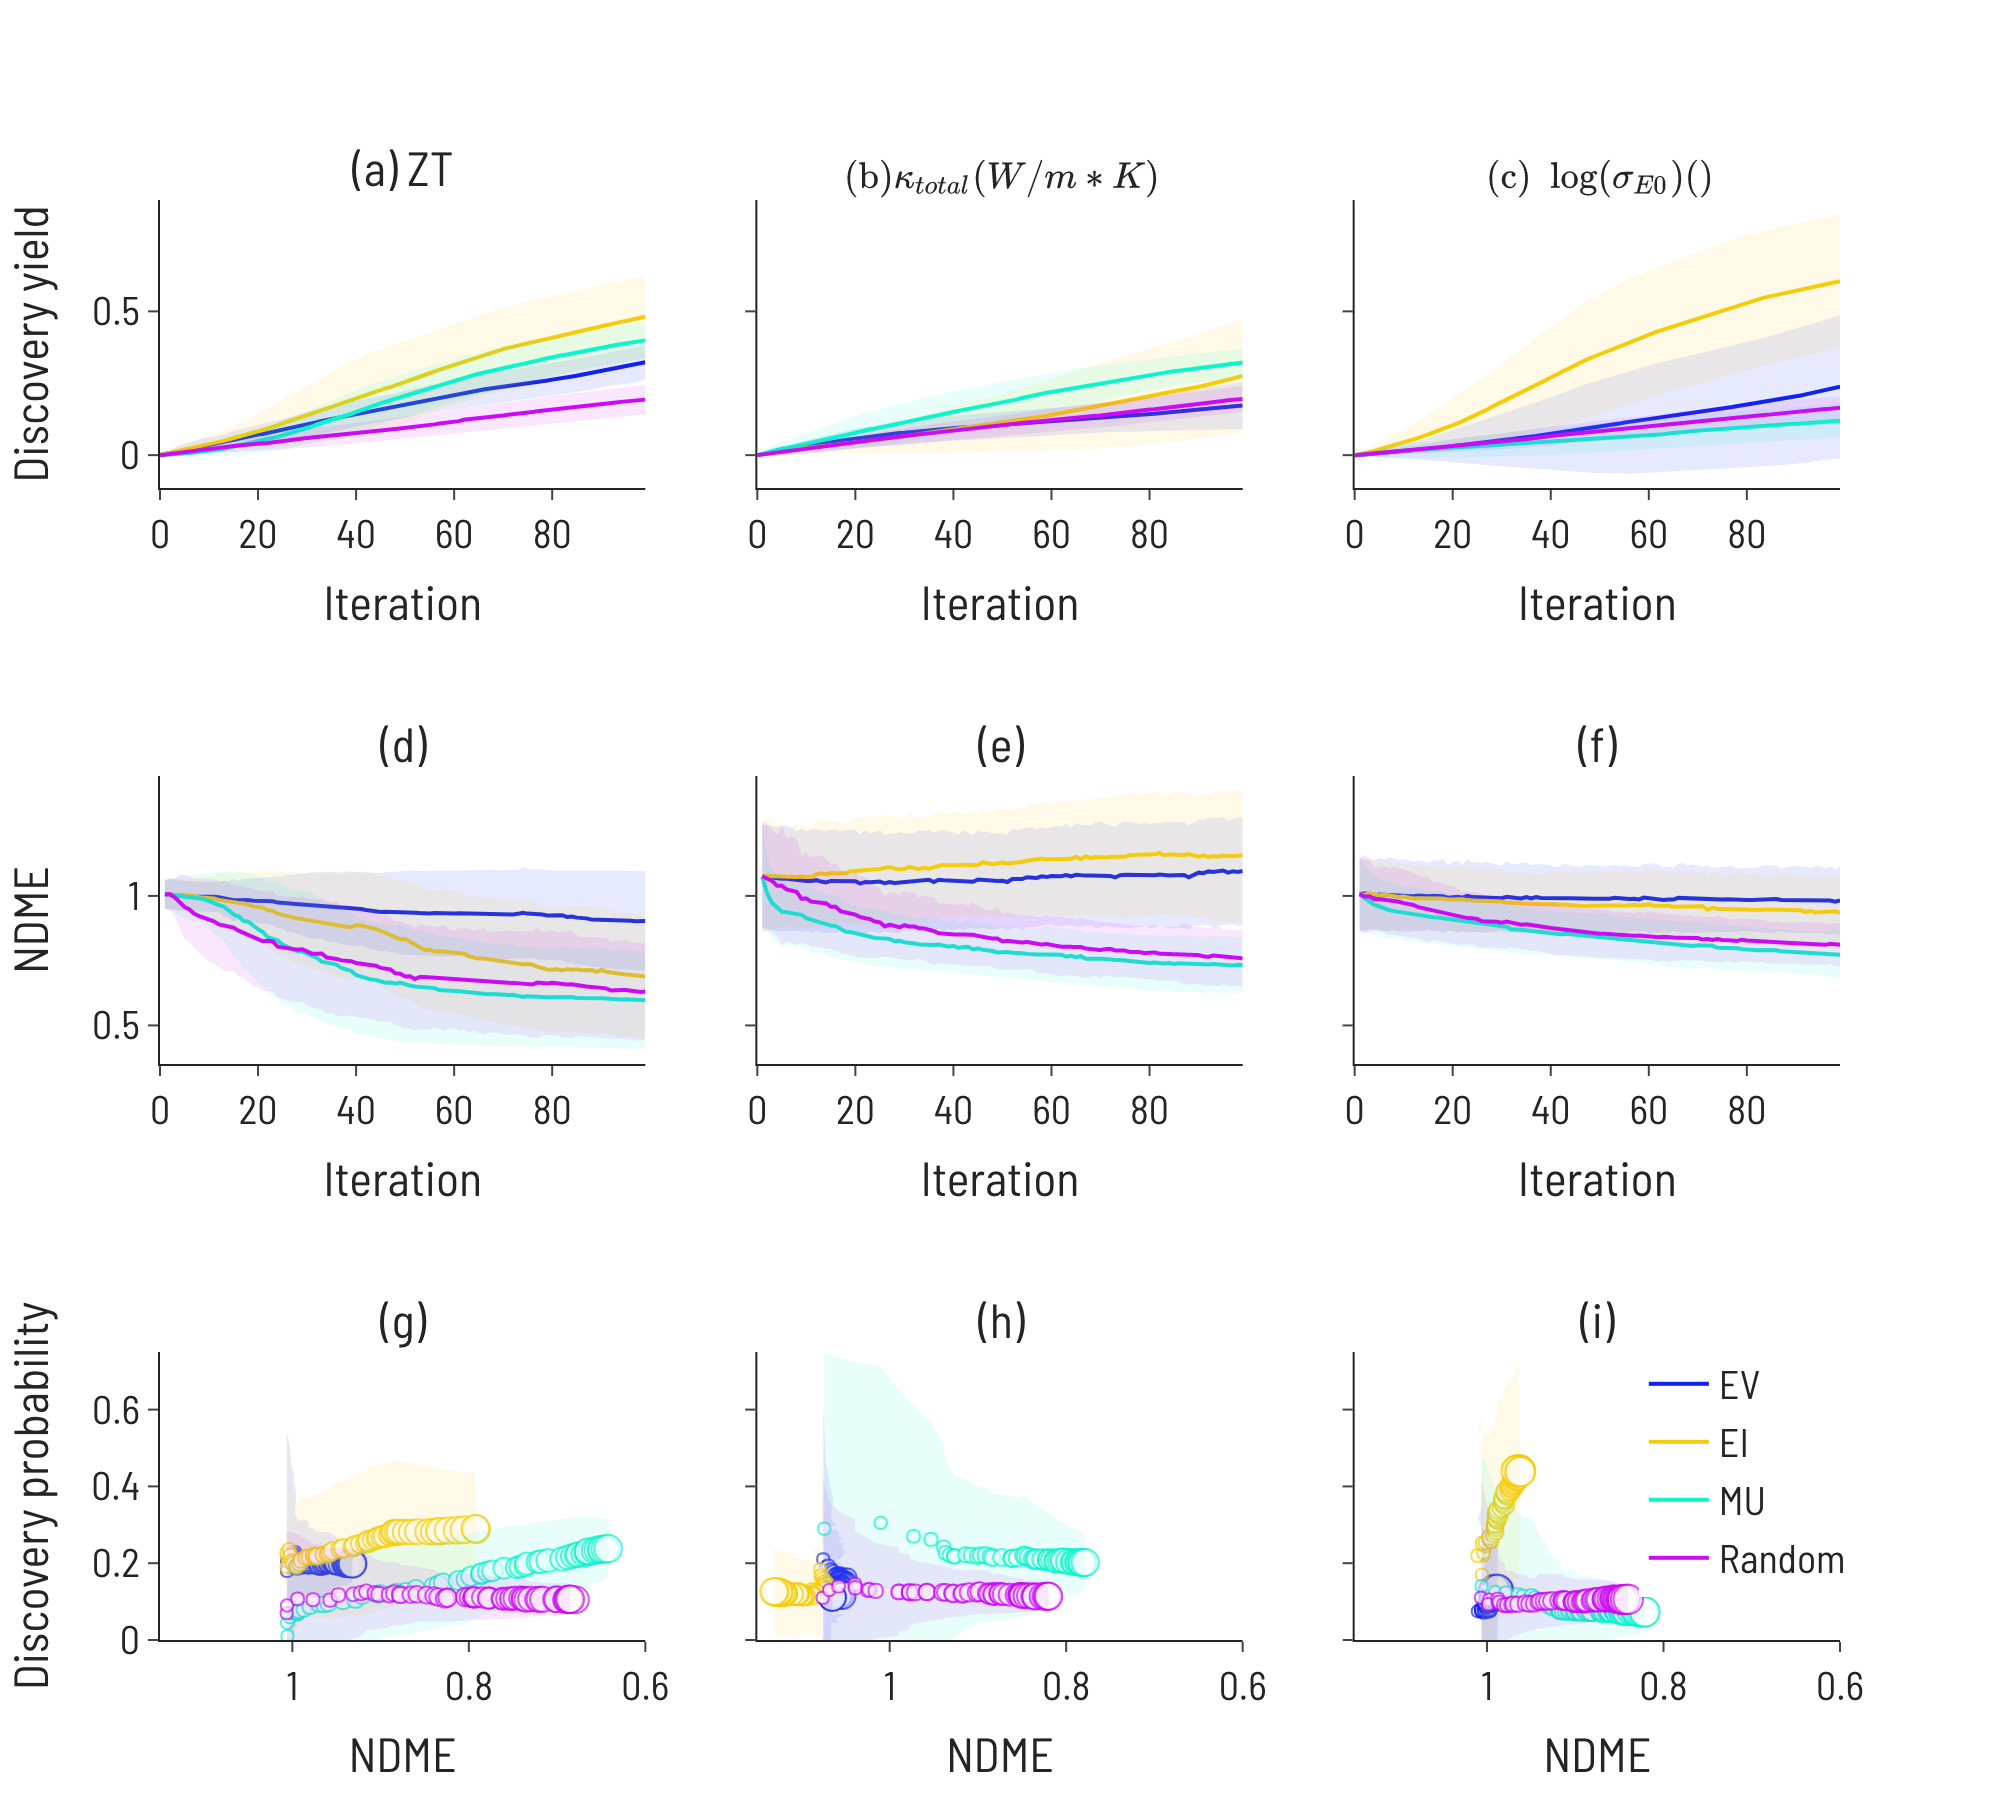 (a) ZT
(b)κtotal(W/m ∗ K)
(c) log(σE0)()
Discovery yield
0.5
0
0 20 40 60 80
0 20 40 60 80
0 20 40 60 80
Iteration
Iteration
Iteration
(d)
(e)
(f)
NDME
1
0.5
0 20 40 60 80
0 20 40 60 80
0 20 40 60 80
Iteration
Iteration
Iteration
(g)
(h)
(i)
Discovery probability
0.6
0.4
0.2
0
EV
EI
MU
Random
1 0.8 0.6
1 0.8 0.6
1 0.8 0.6
NDME
NDME
NDME